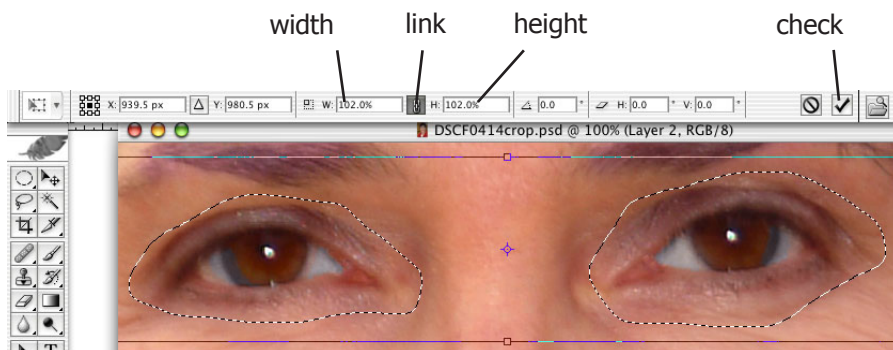 width link height check
X: 939.5 px Y: 980.5 px W: 102.0% H: 102.0% 0.0 ° H: 0.0 ° V: 0.0 °
DSCF0414crop.psd @ 100% (Layer 2, RGB/8)
T